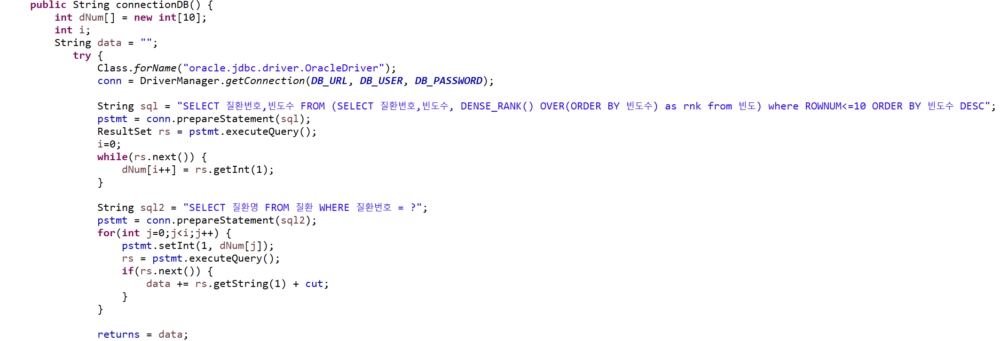 public String connectionDB() {
int dNum[] = new int[10];
int i;
String data = "";
try {
Class.forName("oracle.jdbc.driver.OracleDriver");
conn = DriverManager.getConnection(DB_URL, DB_USER, DB_PASSWORD);
String sql = "SELECT 질환번호,빈도수 FROM (SELECT 질환번호,빈도수, DENSE_RANK() OVER(ORDER BY 빈도수) as rnk from 빈도) where ROWNUM<=10 ORDER BY 빈도수 DESC";
pstmt = conn.prepareStatement(sql);
ResultSet rs = pstmt.executeQuery();
i=0;
while(rs.next()) {
dNum[i++] = rs.getInt(1);
}
String sql2 = "SELECT 질환명 FROM 질환 WHERE 질환번호 = ?";
pstmt = conn.prepareStatement(sql2);
for(int j=0;j<i;j++) {
pstmt.setInt(1, dNum[j]);
rs = pstmt.executeQuery();
if(rs.next()) {
data += rs.getString(1) + cut;
}
}
returns = data;